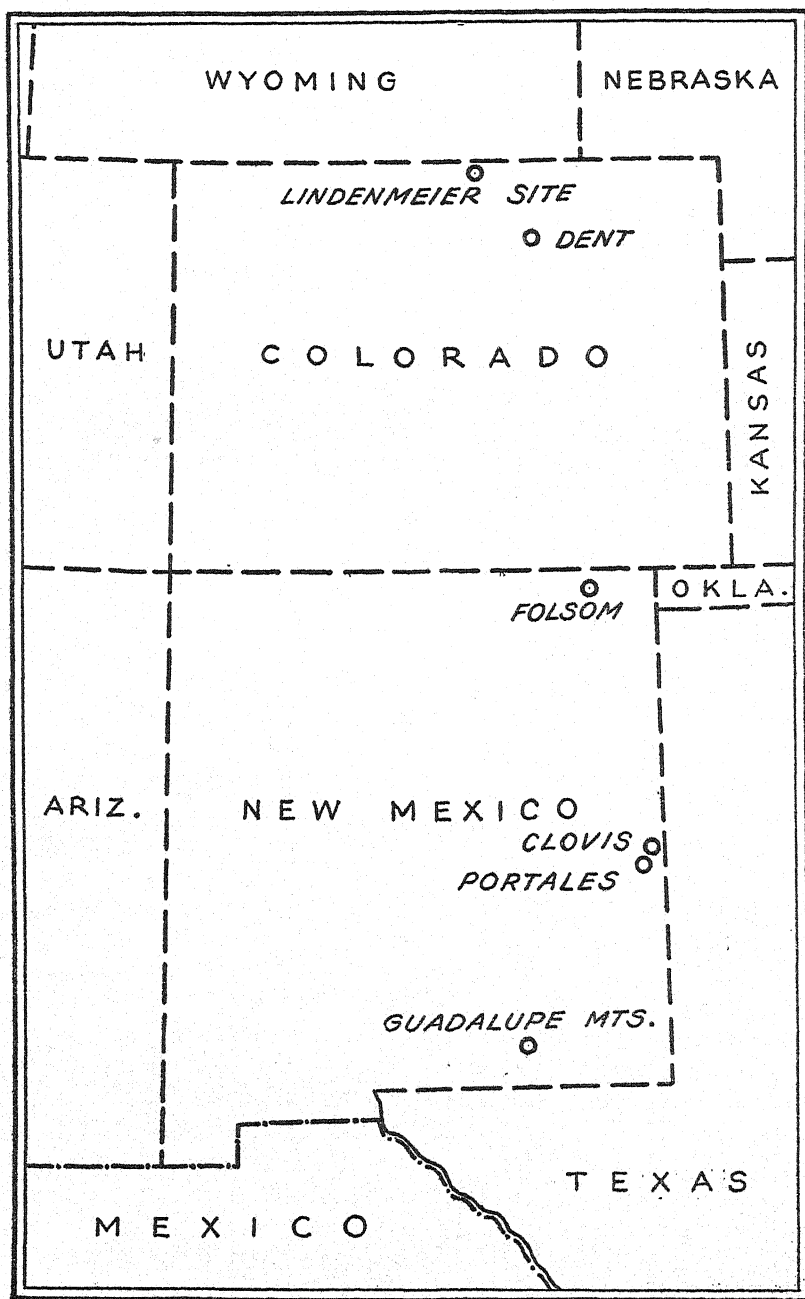 WYOMING
NEBRASKA
LINDENMEIER SITE
DENT
UTAH
COLORADO
KANSAS
OKLA.
FOLSOM
ARIZ.
NEW MEXICO
CLOVIS
PORTALES
GUADALUPE MTS.
TEXAS
MEXICO